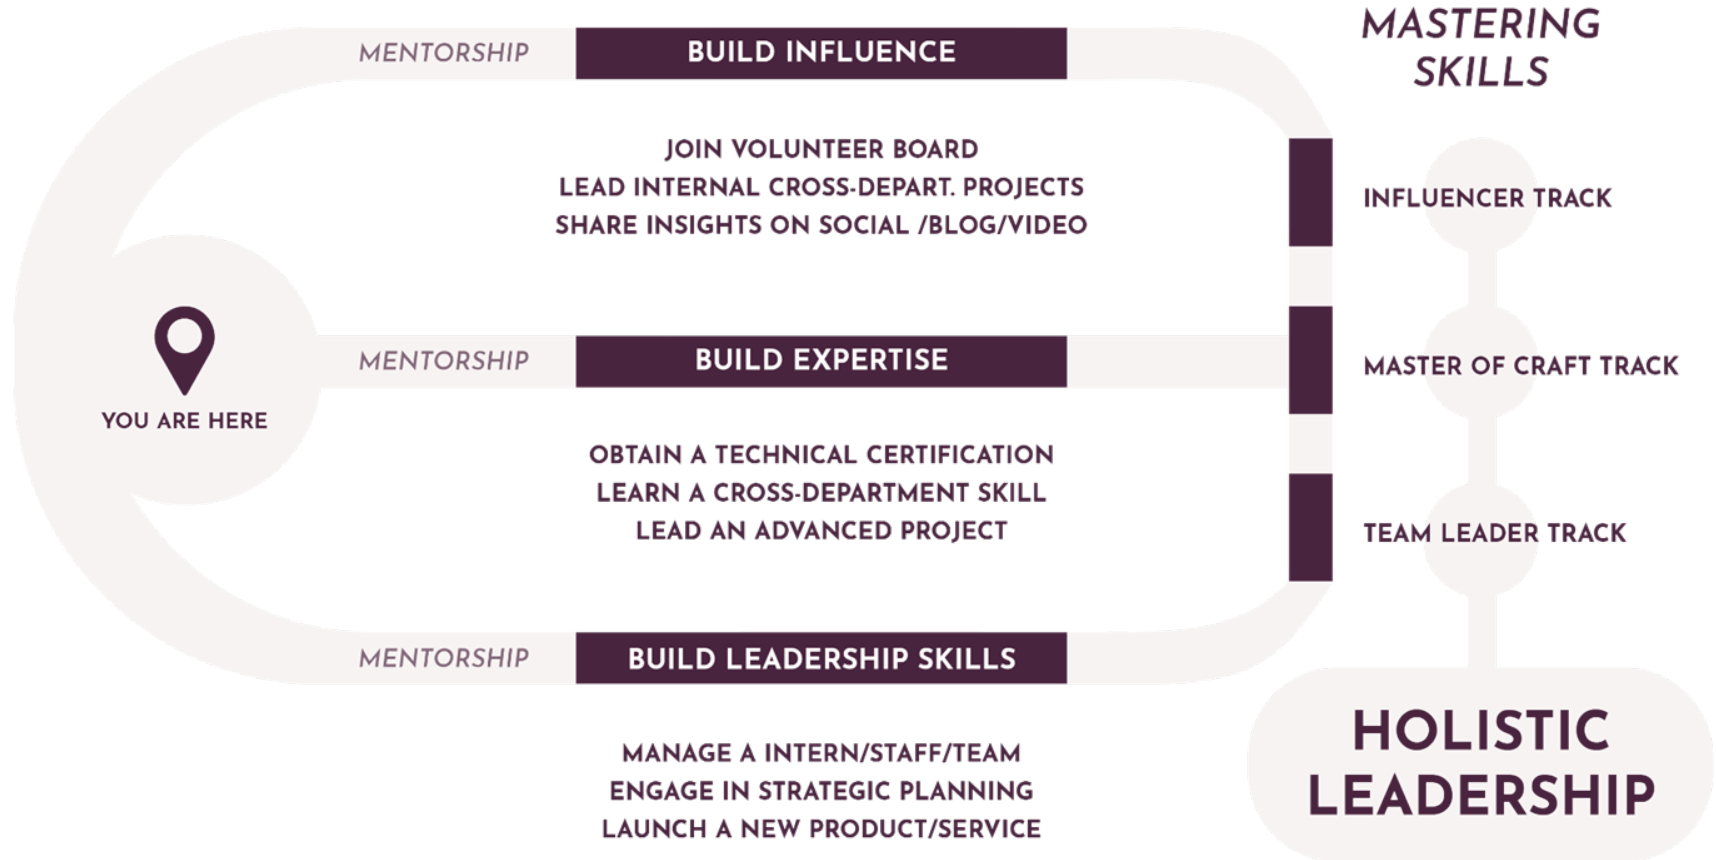 MENTORSHIP
BUILD INFLUENCE
JOIN VOLUNTEER BOARD
LEAD INTERNAL CROSS-DEPART. PROJECTS
SHARE INSIGHTS ON SOCIAL /BLOG/VIDEO
YOU ARE HERE
MENTORSHIP
BUILD EXPERTISE
OBTAIN A TECHNICAL CERTIFICATION
LEARN A CROSS-DEPARTMENT SKILL
LEAD AN ADVANCED PROJECT
MENTORSHIP
BUILD LEADERSHIP SKILLS
MANAGE A INTERN/STAFF/TEAM
ENGAGE IN STRATEGIC PLANNING
LAUNCH A NEW PRODUCT/SERVICE
MASTERING
SKILLS
INFLUENCER TRACK
MASTER OF CRAFT TRACK
TEAM LEADER TRACK
HOLISTIC
LEADERSHIP